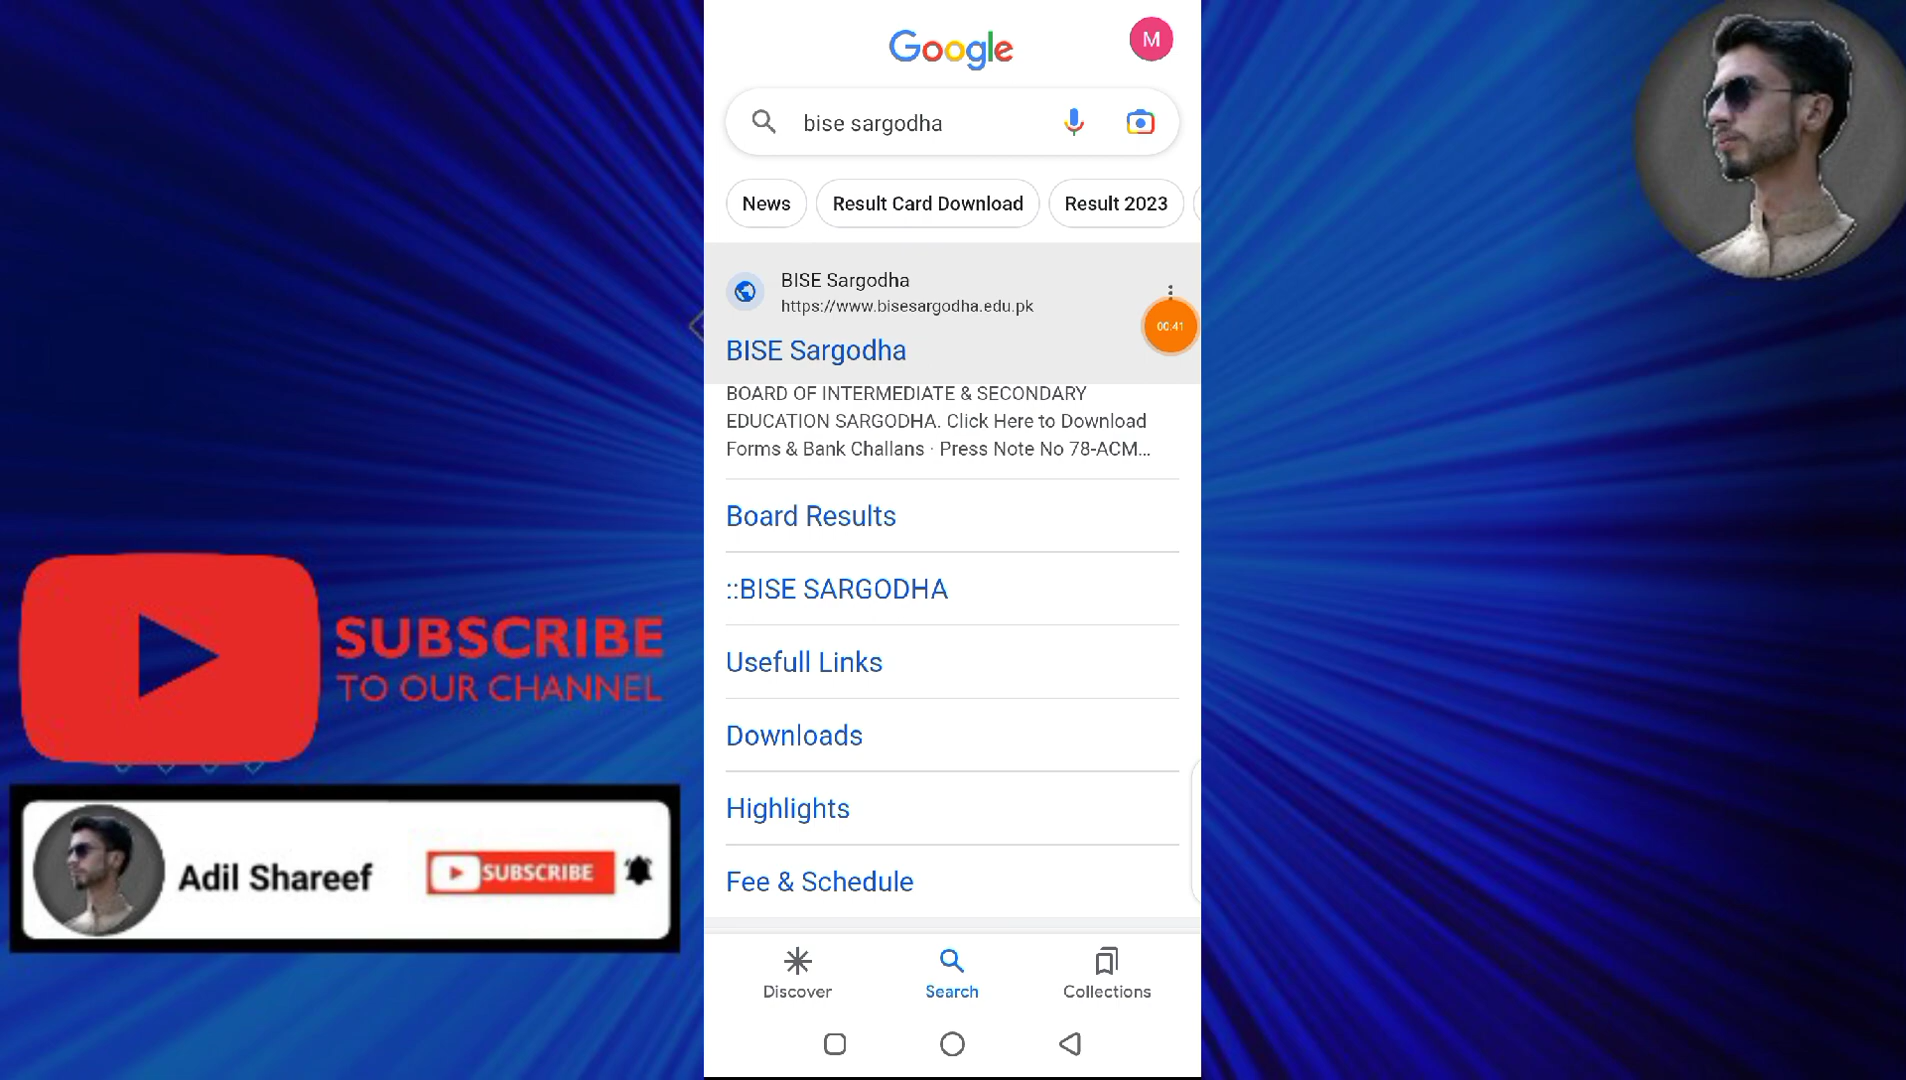 Google
M
bise sargodha
News
Result Card Download
Result 2023
BISE Sargodha
https://www.bisesargodha.edu.pk
00:41
BISE Sargodha
BOARD OF INTERMEDIATE & SECONDARY
EDUCATION SARGODHA. Click Here to Download
Forms & Bank Challans · Press Note No 78-ACM...
Board Results
::BISE SARGODHA
Usefull Links
Downloads
Highlights
Fee & Schedule
Discover
Search
Collections
SUBSCRIBE
TO OUR CHANNEL
Adil Shareef
SUBSCRIBE